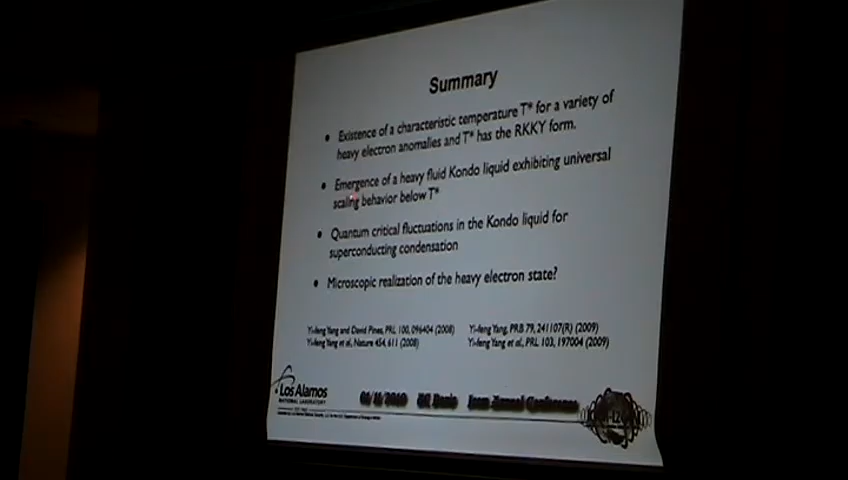 Summary
• Existence of a characteristic temperature T* for a variety of
heavy electron anomalies and T* has the RKKY form.
• Emergence of a heavy fluid Kondo liquid exhibiting universal
scaling behavior below T*
• Quantum critical fluctuations in the Kondo liquid for
superconducting condensation
• Microscopic realization of the heavy electron state?
Yi-feng Yang and David Pines, PRL 100, 096404 (2008)
Yi-feng Yang et al., Nature 454, 611 (2008)
Yi-feng Yang, PRB 79, 241107(R) (2009)
Yi-feng Yang et al., PRL 103, 197004 (2009)
Los Alamos
NATIONAL LABORATORY
Conference